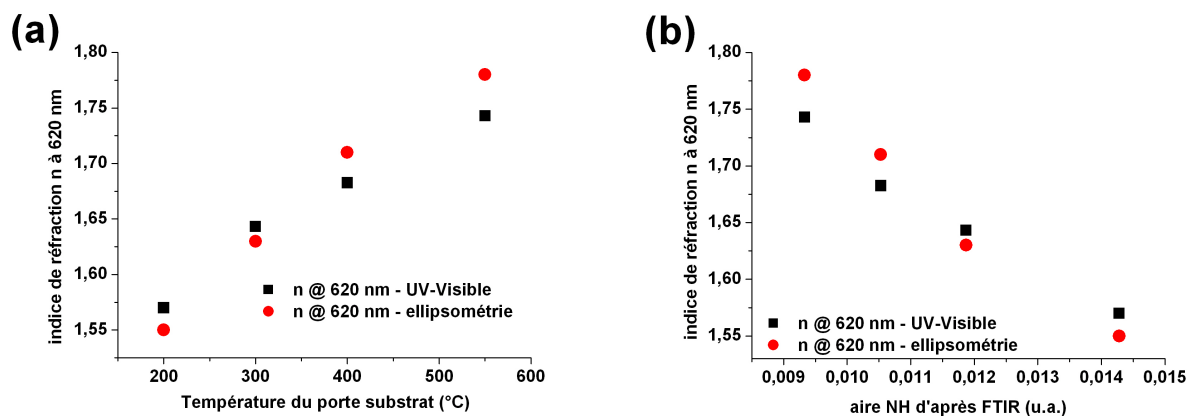 (a)
indice de réfraction n à 620 nm
1,80
1,75
1,70
1,65
1,60
1,55
n @ 620 nm - UV-Visible
n @ 620 nm - ellipsométrie
200 300 400 500 600
Température du porte substrat (°C)
(b)
indice de réfraction n à 620 nm
1,80
1,75
1,70
1,65
1,60
1,55
n @ 620 nm - UV-Visible
n @ 620 nm - ellipsométrie
0,009 0,010 0,011 0,012 0,013 0,014 0,015
aire NH d'après FTIR (u.a.)